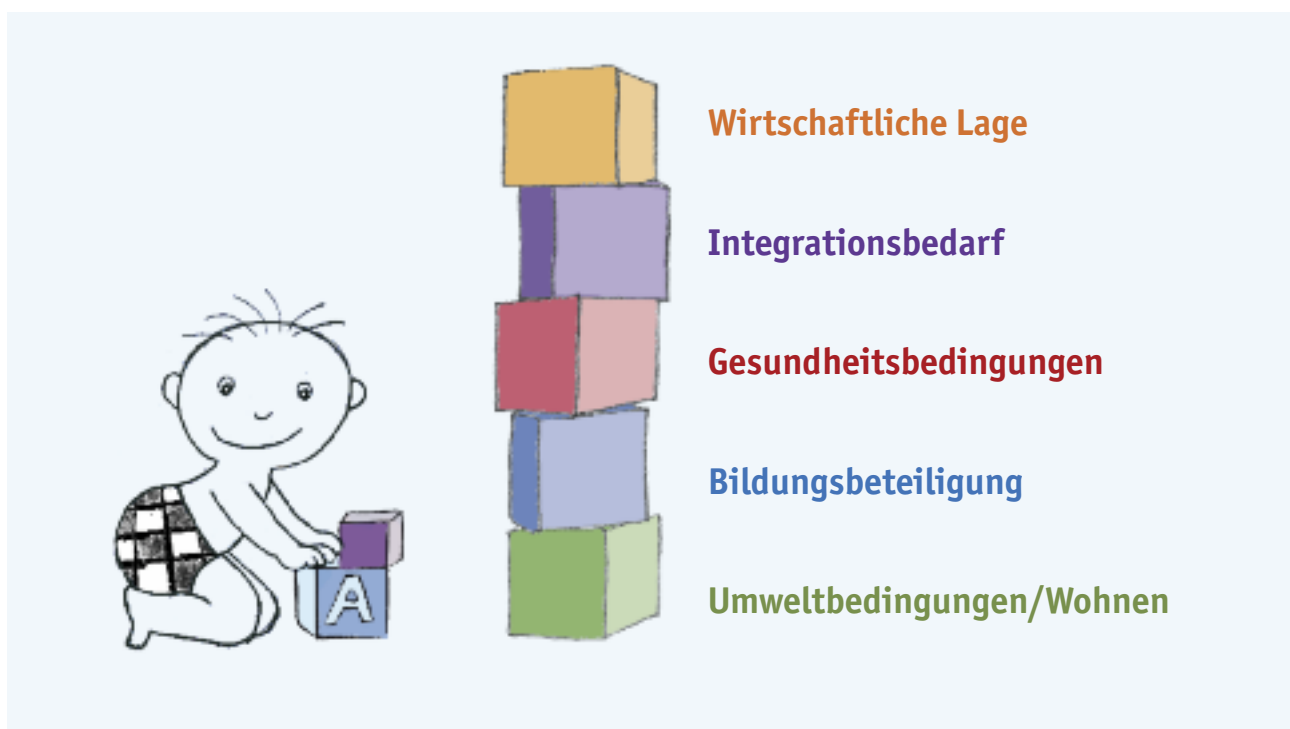 Wirtschaftliche Lage
Integrationsbedarf
Gesundheitsbedingungen
Bildungsbeteiligung
A
Umweltbedingungen/Wohnen